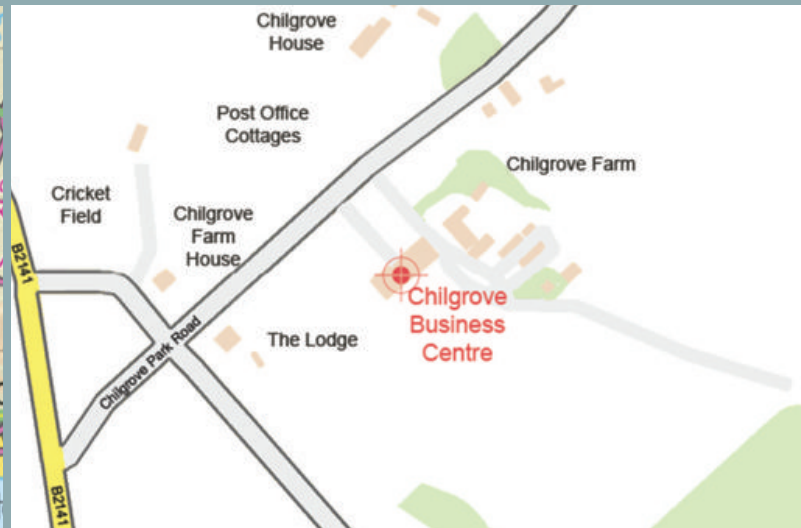 Chilgrove
House
Post Office
Cottages
Chilgrove Farm
Cricket
Field
Chilgrove
Farm
House
B2141
Chilgrove
Business
Centre
The Lodge
Chilgrove Park Road
B2141